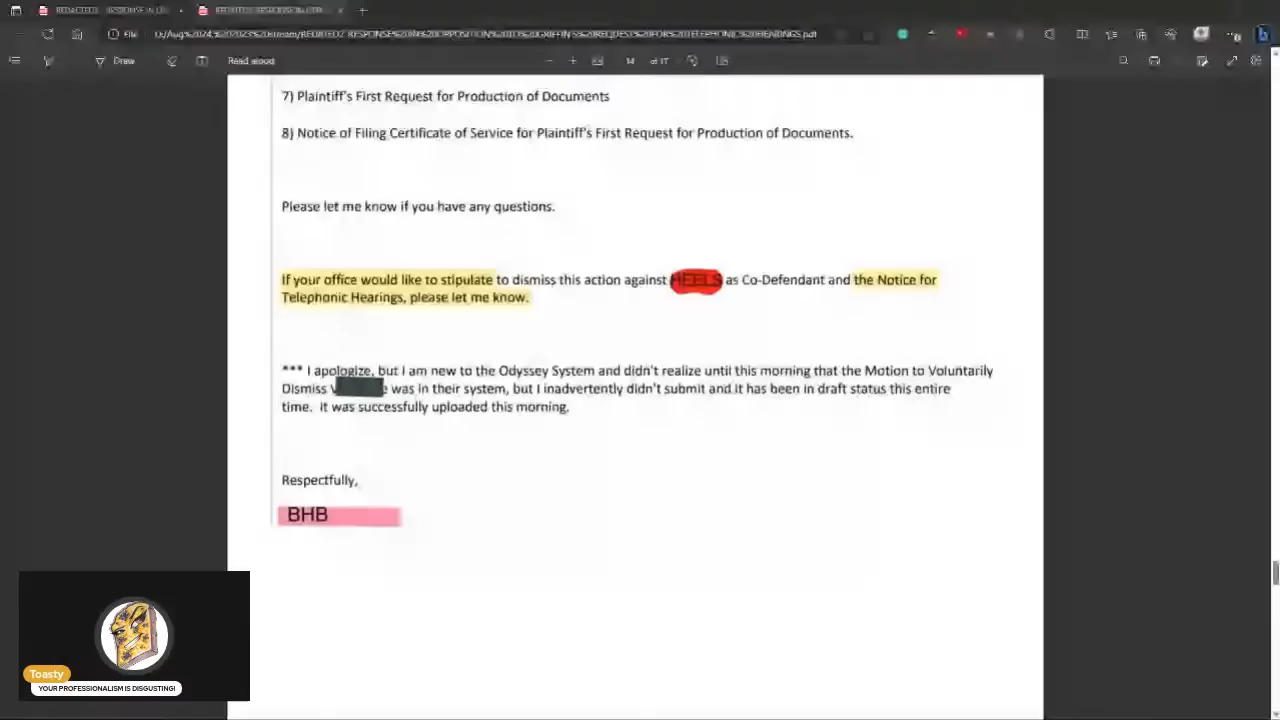 File
Draw
Read aloud
14 of 17
7) Plaintiff's First Request for Production of Documents
8) Notice of Filing Certificate of Service for Plaintiff's First Request for Production of Documents.
Please let me know if you have any questions.
If your office would like to stipulate to dismiss this action against HEELS as Co-Defendant and the Notice for
Telephonic Hearings, please let me know.
*** I apologize, but I am new to the Odyssey System and didn't realize until this morning that the Motion to Voluntarily
Dismiss V e was in their system, but I inadvertently didn't submit and it has been in draft status this entire
time. It was successfully uploaded this morning.
Respectfully,
BHB
Toasty
YOUR PROFESSIONALISM IS DISGUSTING!